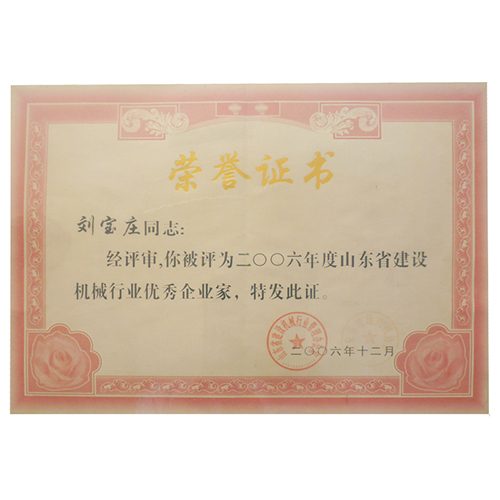 荣誉证书
刘宝庄同志:
经评审,你被评为二〇〇六年度山东省建设
机械行业优秀企业家,特发此证。
二〇〇六年十二月